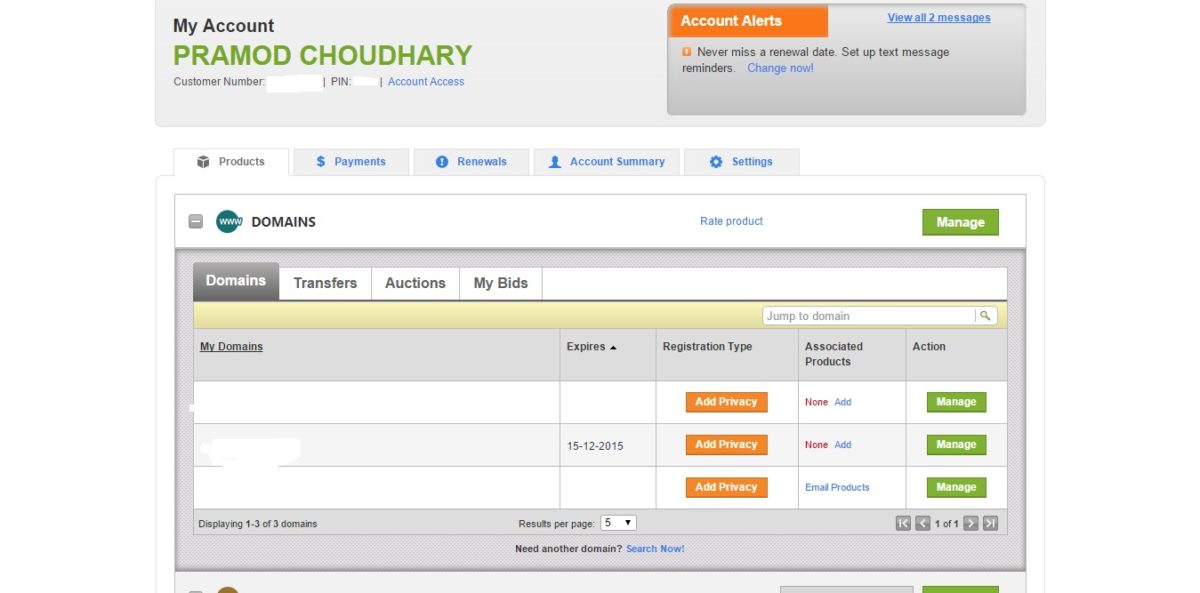 My Account
PRAMOD CHOUDHARY
Customer Number: | PIN: | Account Access
Account Alerts
View all 2 messages
Never miss a renewal date. Set up text message
reminders. Change now!
Products Payments Renewals Account Summary Settings
www DOMAINS Rate product Manage
Domains Transfers Auctions My Bids
Jump to domain
My Domains Expires Registration Type Associated Products Action
Add Privacy None Add Manage
15-12-2015 Add Privacy None Add Manage
Add Privacy Email Products Manage
Displaying 1-3 of 3 domains Results per page: 5 1 of 1
Need another domain? Search Now!